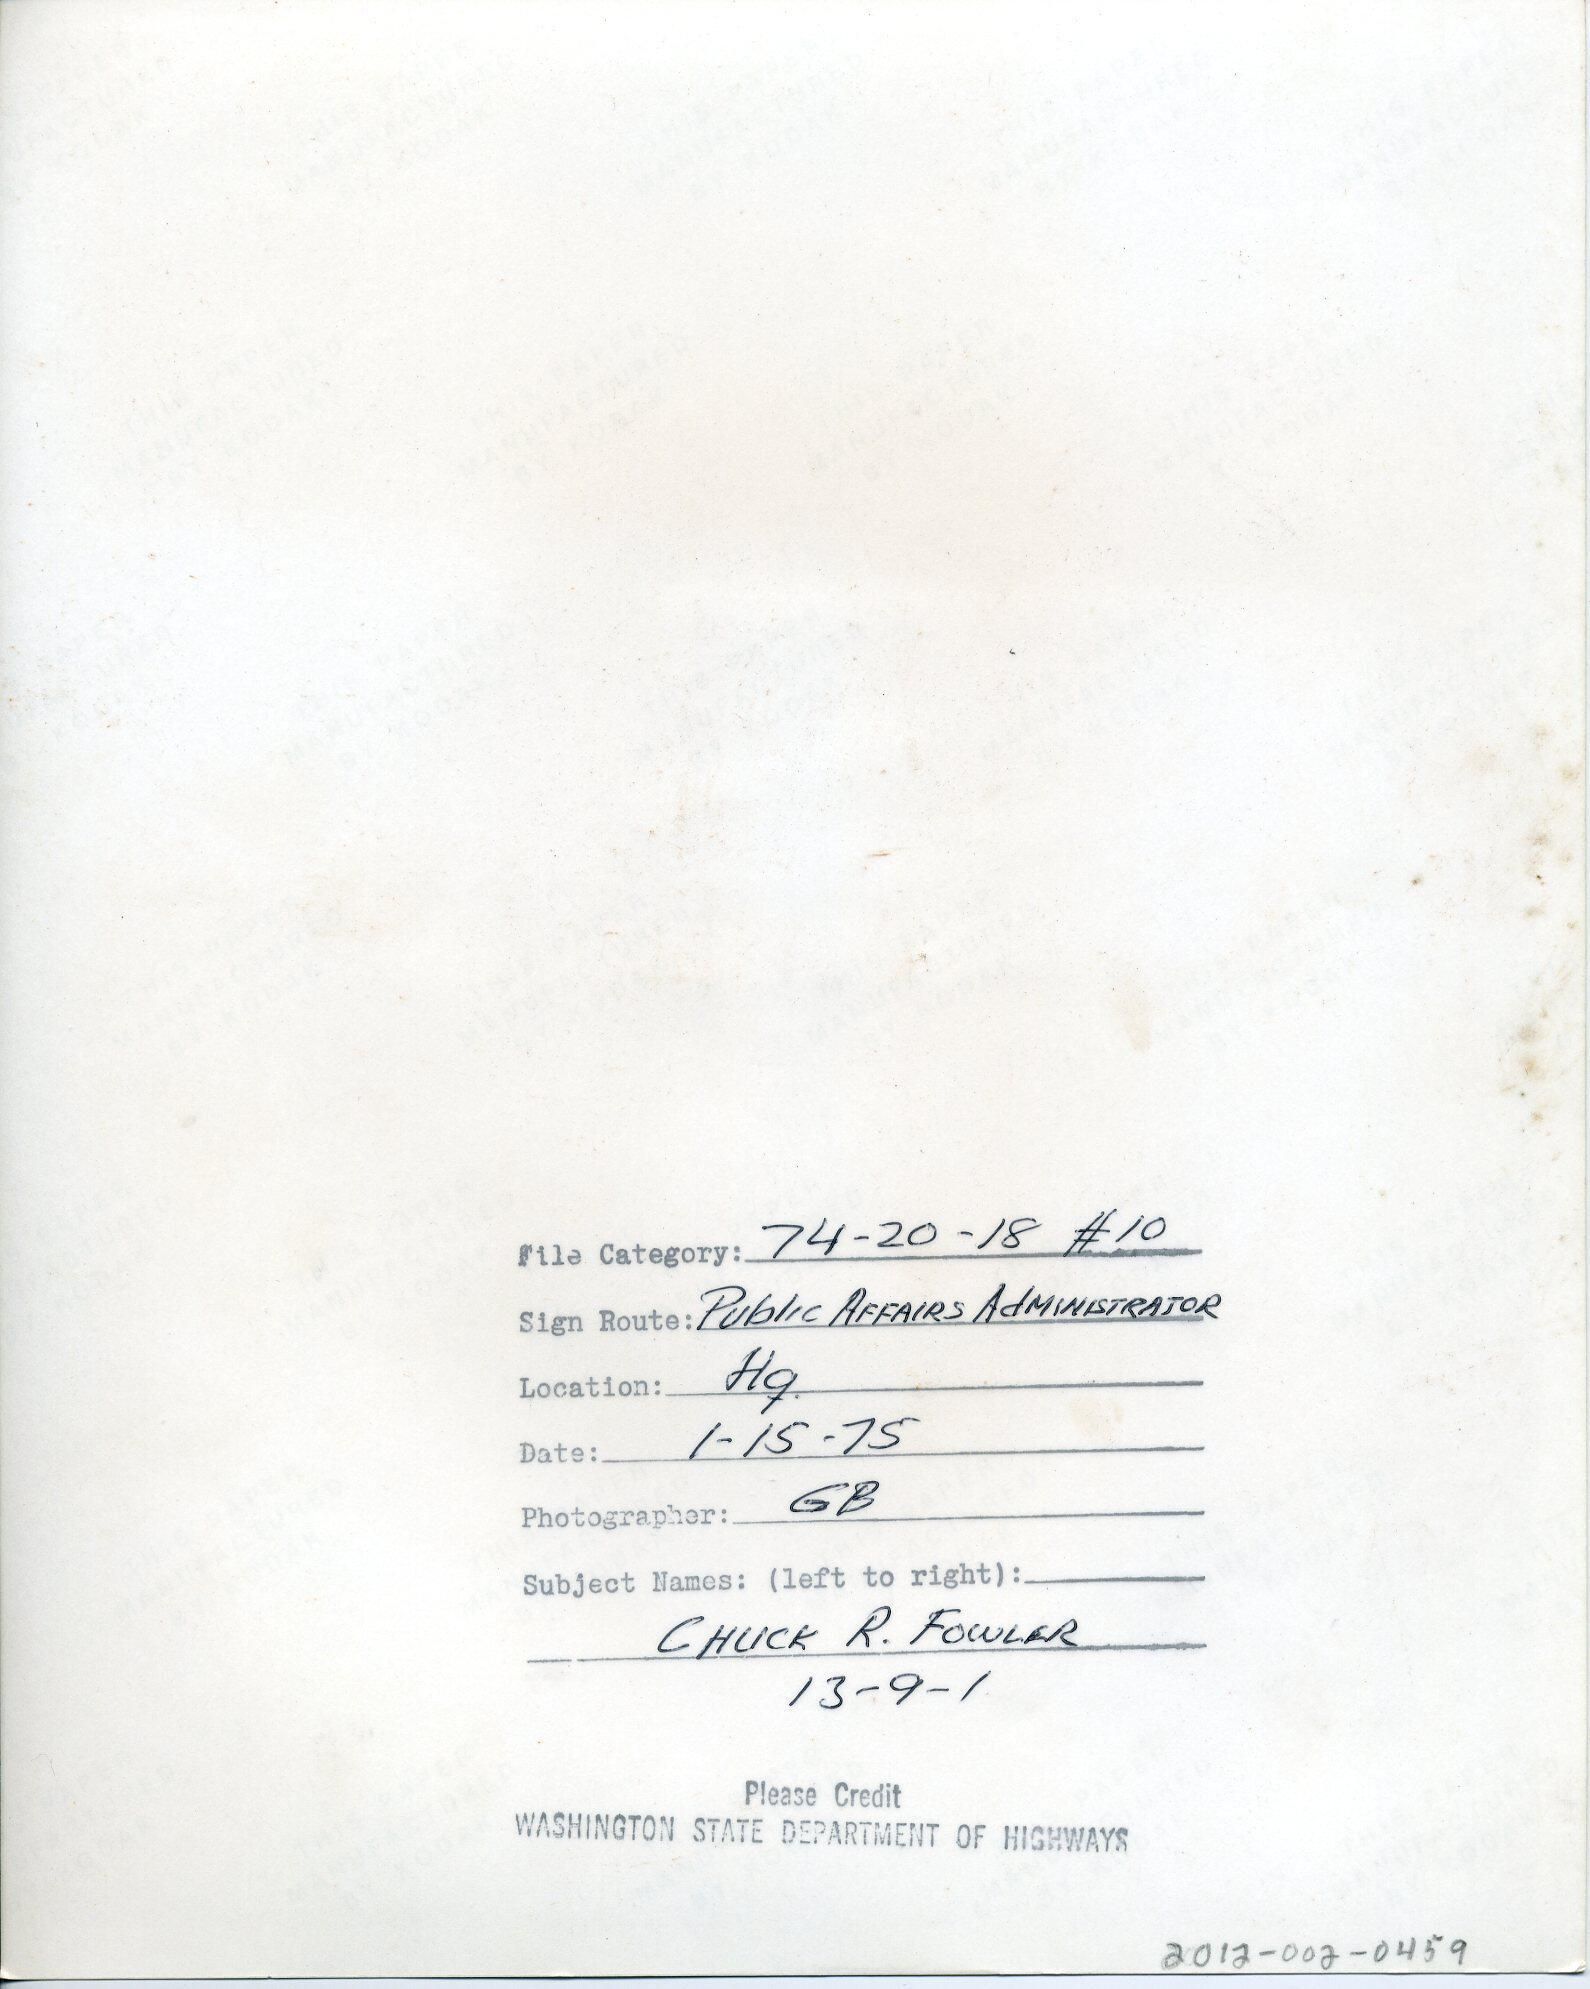 File Category: 74-20-18 #10
Sign Route: Public Affairs Administrator
Location: Hq.
Date: 1-15-75
Photographer: GB
Subject Names: (left to right):
Chuck R. Fowler
13-9-1
Please Credit
WASHINGTON STATE DEPARTMENT OF HIGHWAYS
2012-002-0459